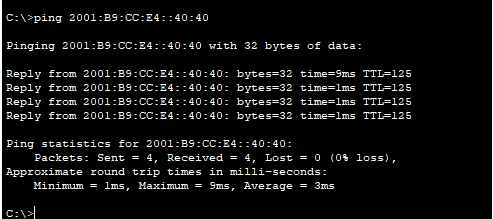 C:\>ping 2001:B9:CC:E4::40:40
Pinging 2001:B9:CC:E4::40:40 with 32 bytes of data:
Reply from 2001:B9:CC:E4::40:40: bytes=32 time=9ms TTL=125
Reply from 2001:B9:CC:E4::40:40: bytes=32 time=1ms TTL=125
Reply from 2001:B9:CC:E4::40:40: bytes=32 time=1ms TTL=125
Reply from 2001:B9:CC:E4::40:40: bytes=32 time=1ms TTL=125
Ping statistics for 2001:B9:CC:E4::40:40:
Packets: Sent = 4, Received = 4, Lost = 0 (0% loss),
Approximate round trip times in milli-seconds:
Minimum = 1ms, Maximum = 9ms, Average = 3ms
C:\>